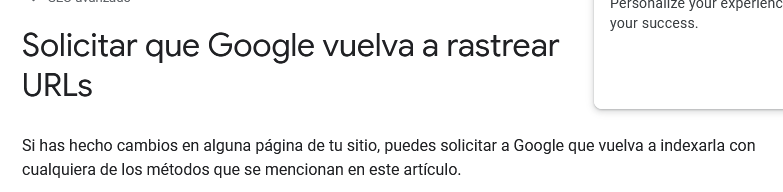 Personalize your experienc
your success.
Solicitar que Google vuelva a rastrear
URLs
Si has hecho cambios en alguna página de tu sitio, puedes solicitar a Google que vuelva a indexarla con
cualquiera de los métodos que se mencionan en este artículo.